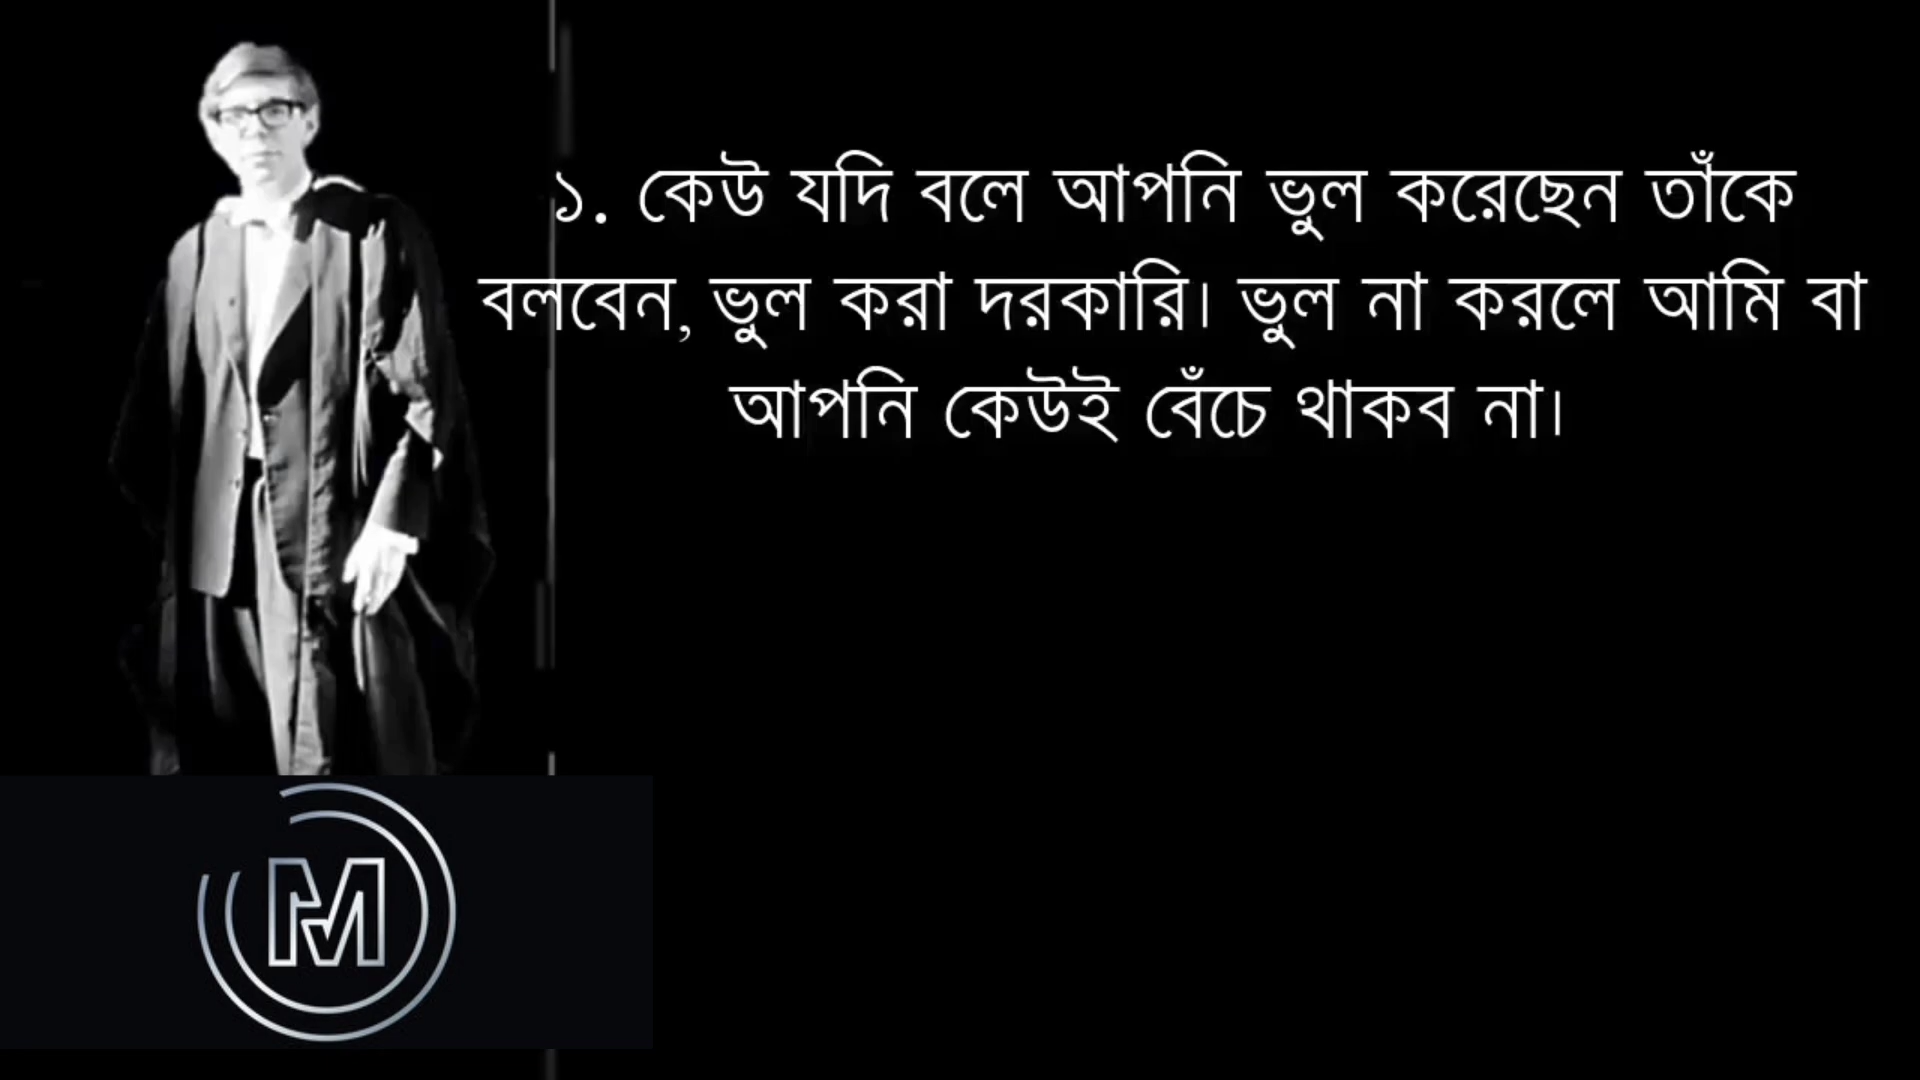 ১. কেউ যদি বলে আপনি ভুল করেছেন তাঁকে
বলবেন, ভুল করা দরকারি। ভুল না করলে আমি বা
আপনি কেউই বেঁচে থাকব না।
M